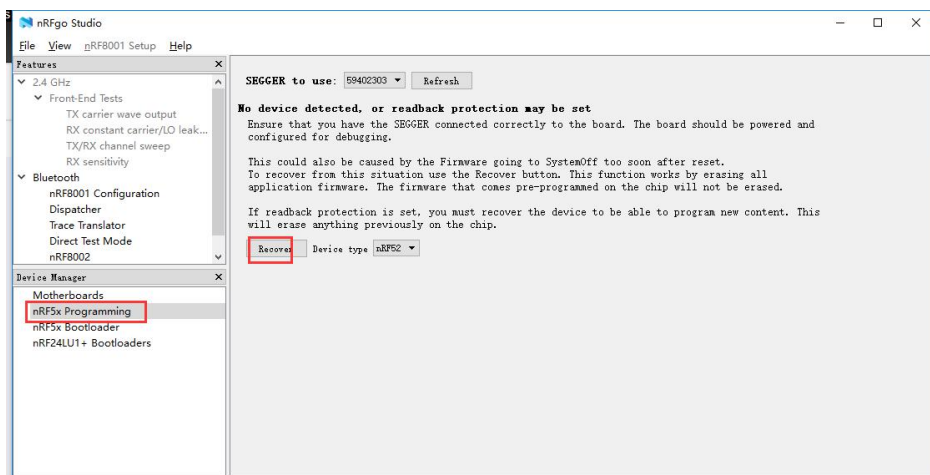 nRFgo Studio
File View nRF8001 Setup Help
Features
2.4 GHz
Front-End Tests
TX carrier wave output
RX constant carrier/LO leak...
TX/RX channel sweep
RX sensitivity
Bluetooth
nRF8001 Configuration
Dispatcher
Trace Translator
Direct Test Mode
nRF8002
Device Manager
Motherboards
nRF5x Programming
nRF5x Bootloader
nRF24LU1+ Bootloaders
SEGGER to use: 59402303 Refresh
No device detected, or readback protection may be set
Ensure that you have the SEGGER connected correctly to the board. The board should be powered and
configured for debugging.
This could also be caused by the Firmware going to SystemOff too soon after reset.
To recover from this situation use the Recover button. This function works by erasing all
application firmware. The firmware that comes pre-programmed on the chip will not be erased.
If readback protection is set, you must recover the device to be able to program new content. This
will erase anything previously on the chip.
Recover Device type nRF52